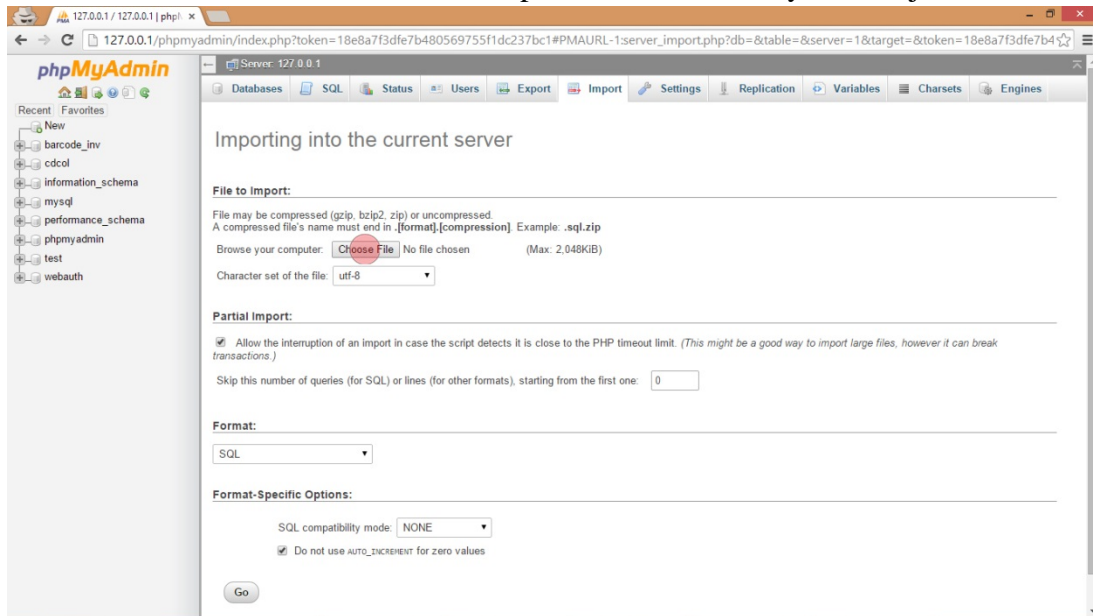 127.0.0.1 / 127.0.0.1 | phpM
127.0.0.1/phpmyadmin/index.php?token=18e8a7f3dfe7b480569755f1dc237bc1#PMAURL-1:server_import.php?db=&table=&server=1&target=&token=18e8a7f3dfe7b4
phpMyAdmin
Recent Favorites
New
barcode_inv
cdcol
information_schema
mysql
performance_schema
phpmyadmin
test
webauth
Server: 127.0.0.1
Databases SQL Status Users Export Import Settings Replication Variables Charsets Engines
Importing into the current server
File to Import:
File may be compressed (gzip, bzip2, zip) or uncompressed.
A compressed file's name must end in .[format].[compression]. Example: .sql.zip
Browse your computer: Choose File No file chosen (Max: 2,048KiB)
Character set of the file: utf-8
Partial Import:
Allow the interruption of an import in case the script detects it is close to the PHP timeout limit. (This might be a good way to import large files, however it can break
transactions.)
Skip this number of queries (for SQL) or lines (for other formats), starting from the first one: 0
Format:
SQL
Format-Specific Options:
SQL compatibility mode: NONE
Do not use AUTO_INCREMENT for zero values
Go